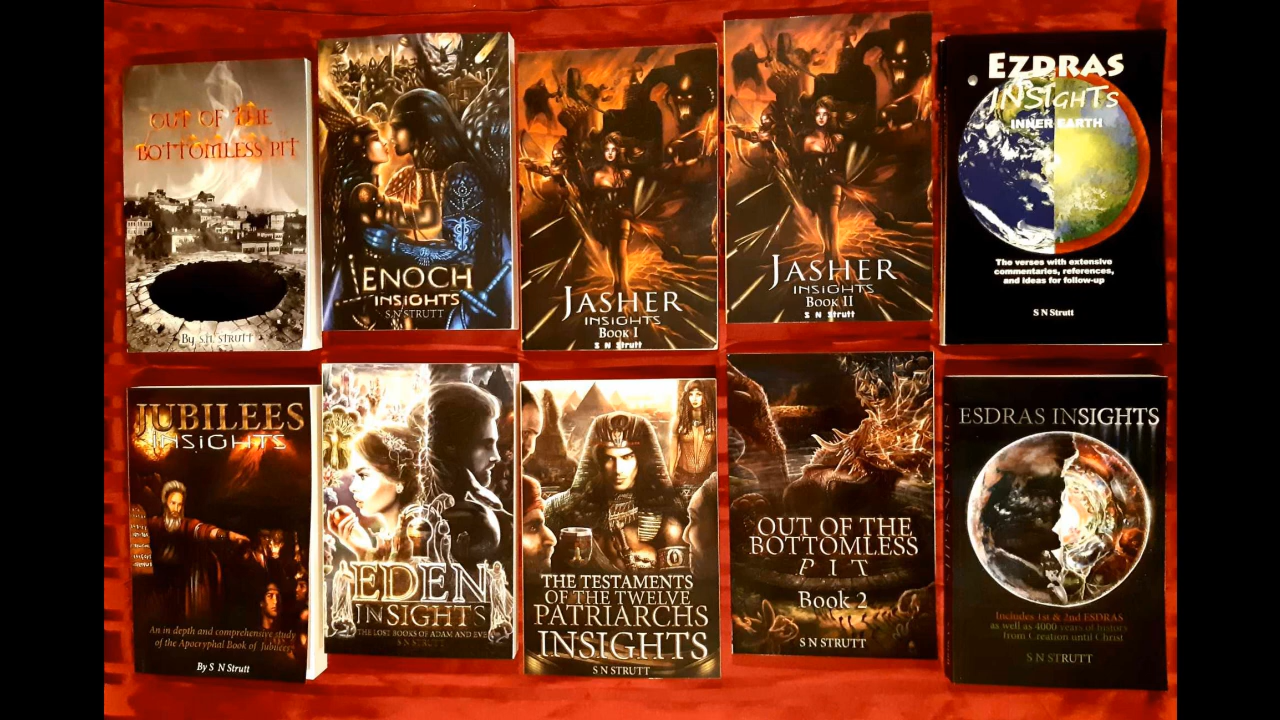 OUT OF THE
BOTTOMLESS PIT
By S.N. STRUTT
ENOCH
INSIGHTS
S.N STRUTT
JASHER
INSIGHTS
Book I
S N Strutt
JASHER
INSIGHTS
Book II
S N Strutt
EZDRAS
INSIGHTS
INNER EARTH
The verses with extensive
commentaries, references,
and ideas for follow-up
S N Strutt
JUBILEES
INSIGHTS
An in depth and comprehensive study
of the Apocryphal Book of Jubilees
By S N Strutt
EDEN
INSIGHTS
THE LOST BOOKS OF ADAM AND EVE
S N STRUTT
THE TESTAMENTS
OF THE TWELVE
PATRIARCHS
INSIGHTS
S N STRUTT
OUT OF THE
BOTTOMLESS
PIT
Book 2
S N STRUTT
ESDRAS INSIGHTS
Includes 1st & 2nd ESDRAS
as well as 4000 years of history
from Creation until Christ
S N STRUTT